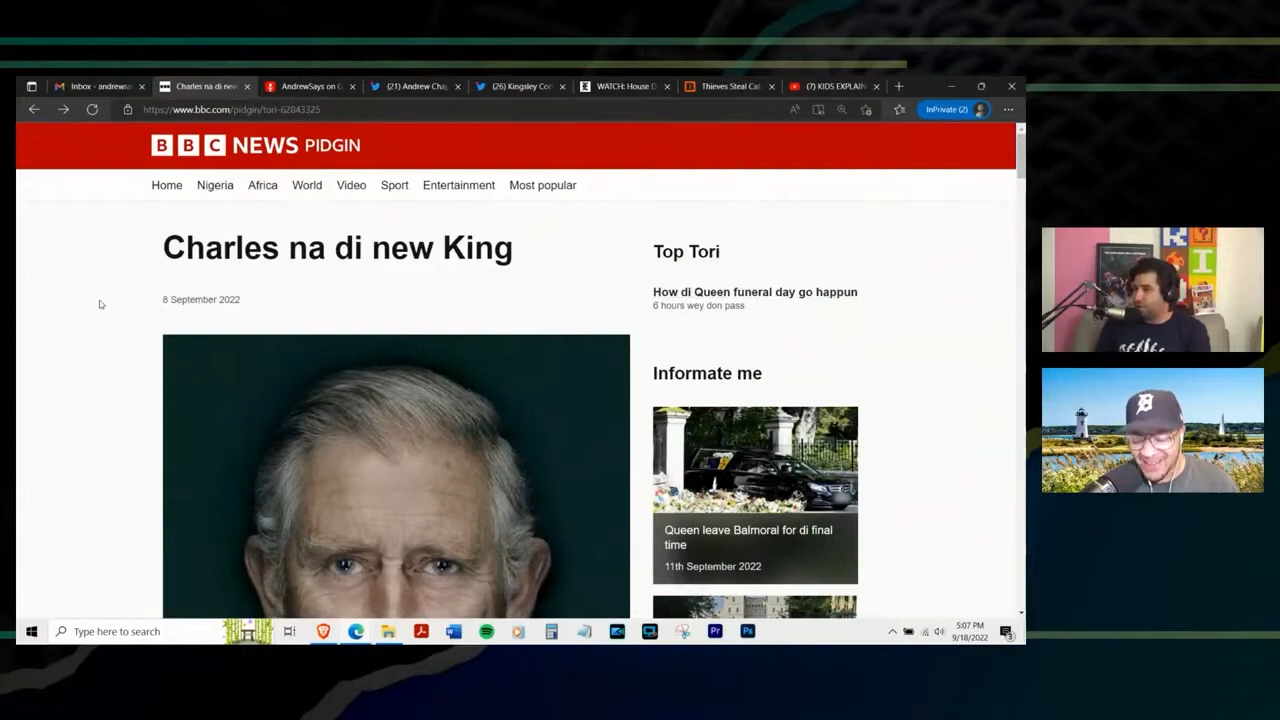 Inbox - andrewsa
Charles na di new
AndrewSays on G
(21) Andrew Chap
(26) Kingsley Cor
WATCH: House D
Thieves Steal Cat
(7) KIDS EXPLAIN
https://www.bbc.com/pidgin/tori-62843325
InPrivate (2)
BBC NEWS PIDGIN
Home Nigeria Africa World Video Sport Entertainment Most popular
Charles na di new King
8 September 2022
Top Tori
How di Queen funeral day go happun
6 hours wey don pass
Informate me
Queen leave Balmoral for di final
time
11th September 2022
Type here to search
5:07 PM
9/18/2022